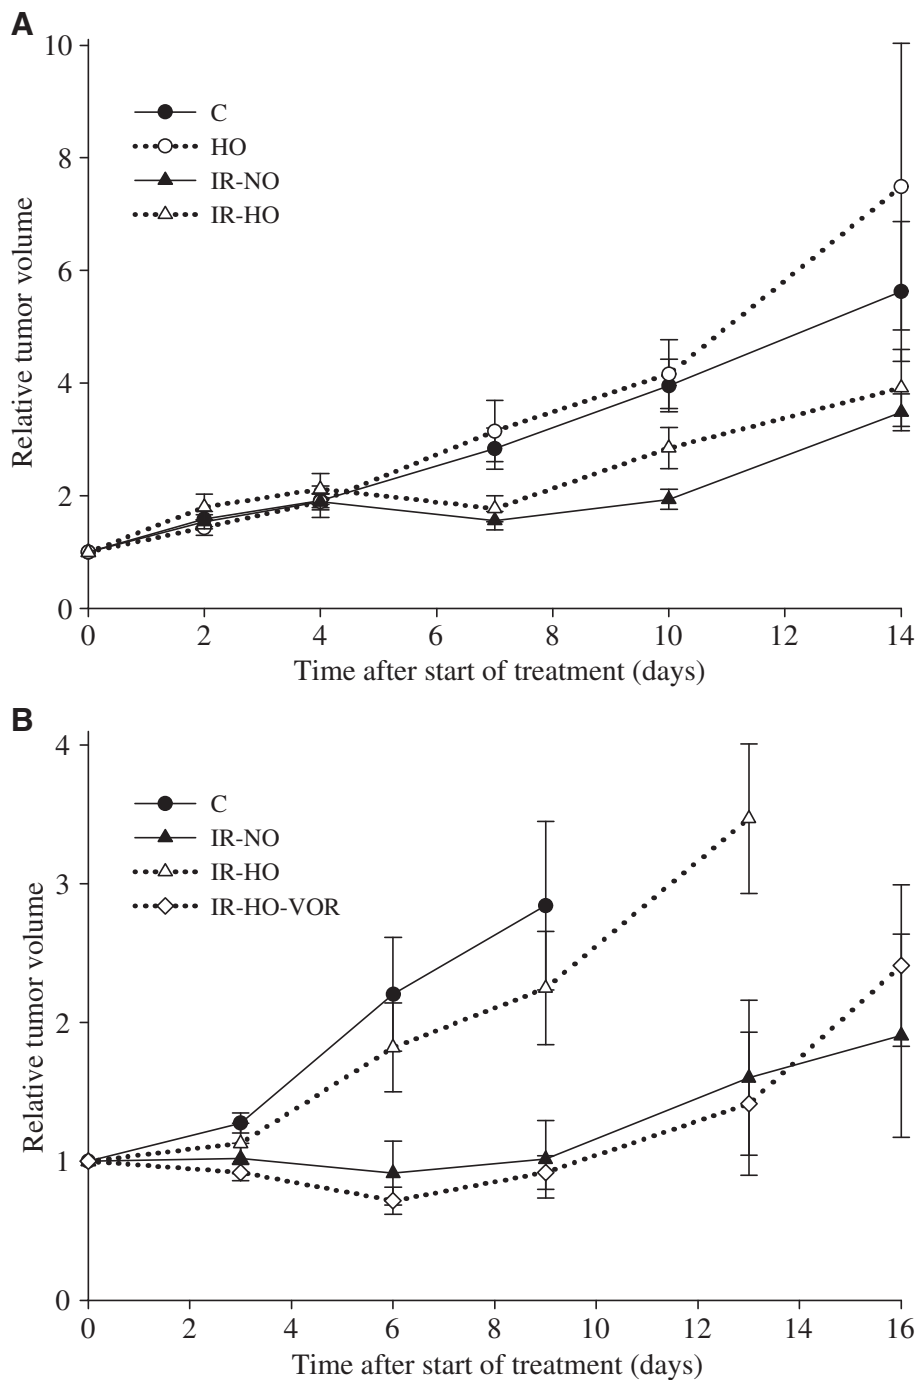 A
10
8
6
4
2
0
Relative tumor volume
C
HO
IR-NO
IR-HO
0 2 4 6 8 10 12 14
Time after start of treatment (days)
B
4
3
2
1
0
Relative tumor volume
C
IR-NO
IR-HO
IR-HO-VOR
0 2 4 6 8 10 12 14 16
Time after start of treatment (days)